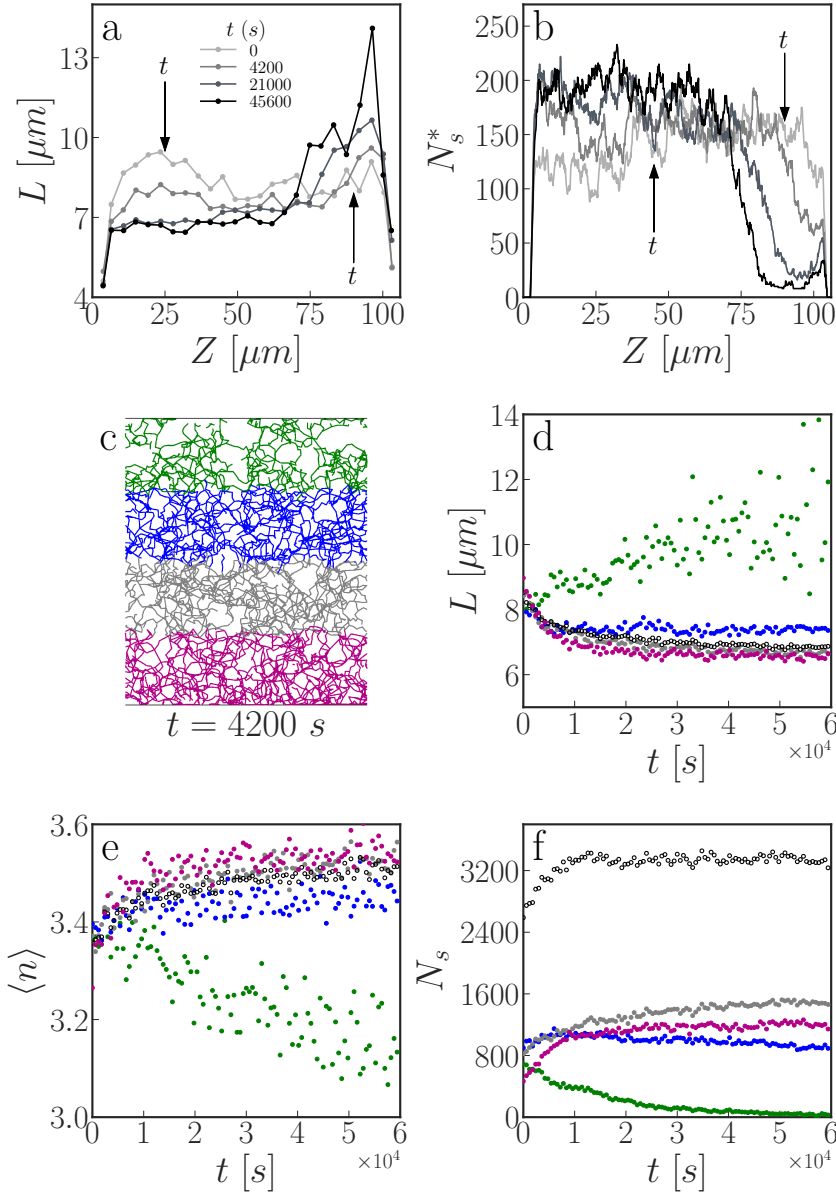 a
t (s)
0
4200
21000
45600
t
t
13
10
7
4
L [μm]
0 25 50 75 100
Z [μm]
b
t
t
250
200
150
100
50
0
N*s
0 25 50 75 100
Z [μm]
c
t = 4200 s
d
14
12
10
8
6
L [μm]
0 1 2 3 4 5 6
×10⁴
t [s]
e
3.6
3.4
3.2
3.0
⟨n⟩
0 1 2 3 4 5 6
×10⁴
t [s]
f
3200
2400
1600
800
0
Ns
0 1 2 3 4 5 6
×10⁴
t [s]